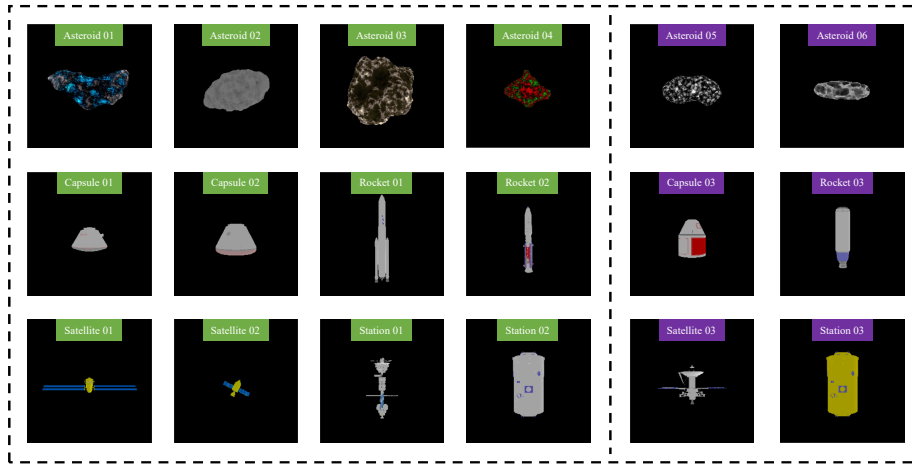 Asteroid 01
Asteroid 02
Asteroid 03
Asteroid 04
Asteroid 05
Asteroid 06
Capsule 01
Capsule 02
Rocket 01
Rocket 02
Capsule 03
Rocket 03
Satellite 01
Satellite 02
Station 01
Station 02
Satellite 03
Station 03